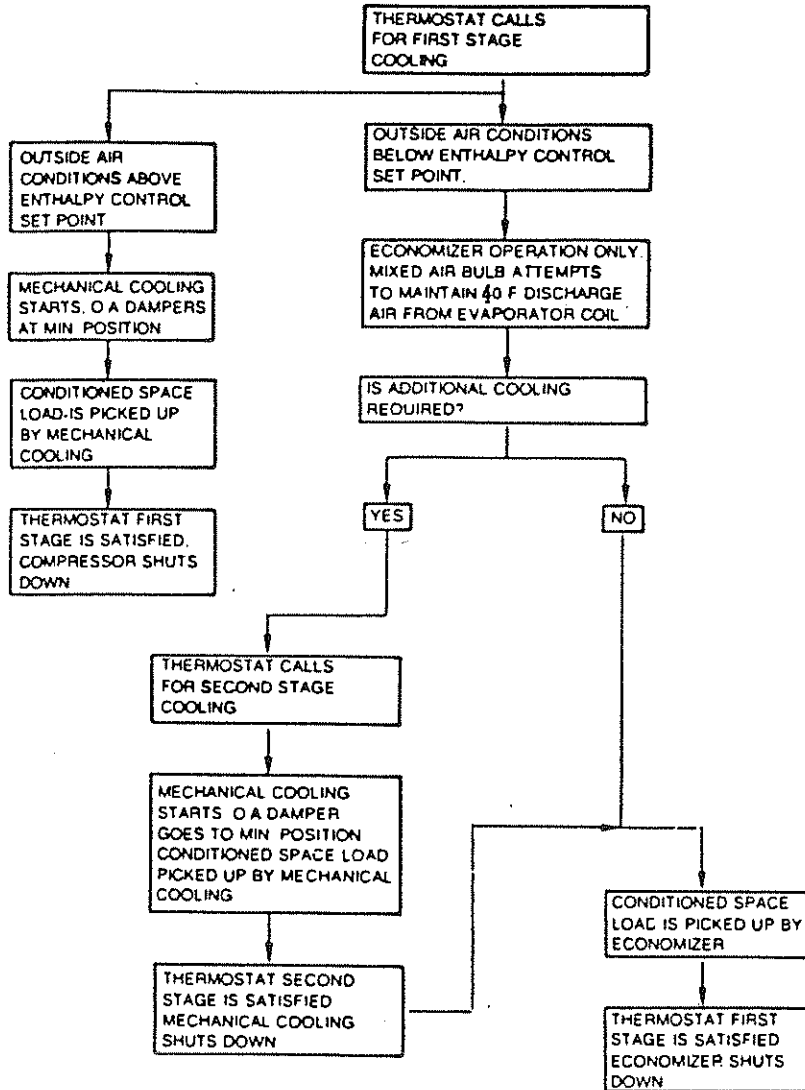 THERMOSTAT CALLS
FOR FIRST STAGE
COOLING
OUTSIDE AIR
CONDITIONS ABOVE
ENTHALPY CONTROL
SET POINT
OUTSIDE AIR CONDITIONS
BELOW ENTHALPY CONTROL
SET POINT.
MECHANICAL COOLING
STARTS. O A DAMPERS
AT MIN POSITION
ECONOMIZER OPERATION ONLY.
MIXED AIR BULB ATTEMPTS
TO MAINTAIN 40 F DISCHARGE
AIR FROM EVAPORATOR COIL
CONDITIONED SPACE
LOAD-IS PICKED UP
BY MECHANICAL
COOLING
IS ADDITIONAL COOLING
REQUIRED?
THERMOSTAT FIRST
STAGE IS SATISFIED.
COMPRESSOR SHUTS
DOWN
YES
NO
THERMOSTAT CALLS
FOR SECOND STAGE
COOLING
MECHANICAL COOLING
STARTS O A DAMPER
GOES TO MIN POSITION
CONDITIONED SPACE LOAD
PICKED UP BY MECHANICAL
COOLING
THERMOSTAT SECOND
STAGE IS SATISFIED
MECHANICAL COOLING
SHUTS DOWN
CONDITIONED SPACE
LOAD IS PICKED UP BY
ECONOMIZER
THERMOSTAT FIRST
STAGE IS SATISFIED
ECONOMIZER SHUTS
DOWN